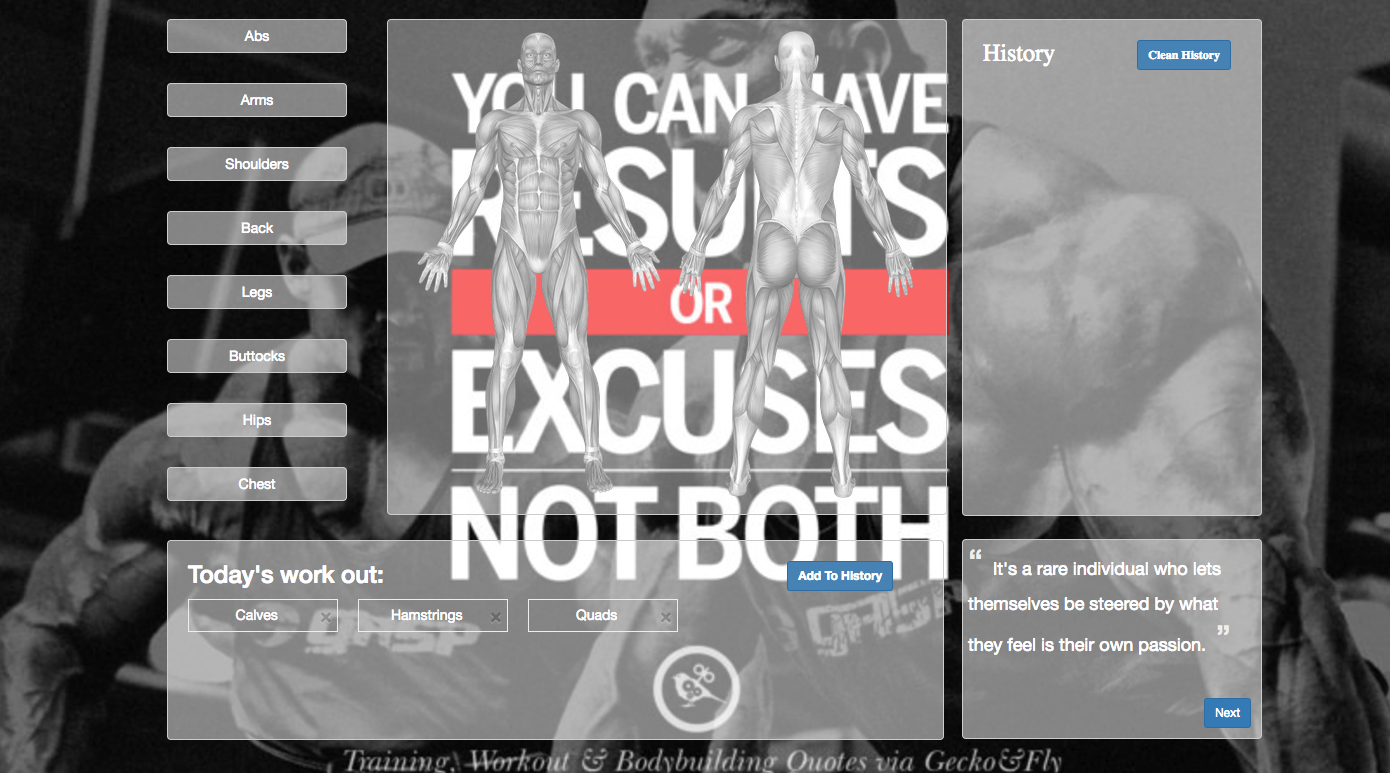 Abs
Arms
Shoulders
Back
Legs
Buttocks
Hips
Chest
YOU CAN HAVE
RESULTS
OR
EXCUSES
NOT BOTH
History
Clean History
Today's work out:
Add To History
Calves
Hamstrings
Quads
“ It's a rare individual who lets
themselves be steered by what
they feel is their own passion. ”
Next
Training, Workout & Bodybuilding Quotes via Gecko&Fly